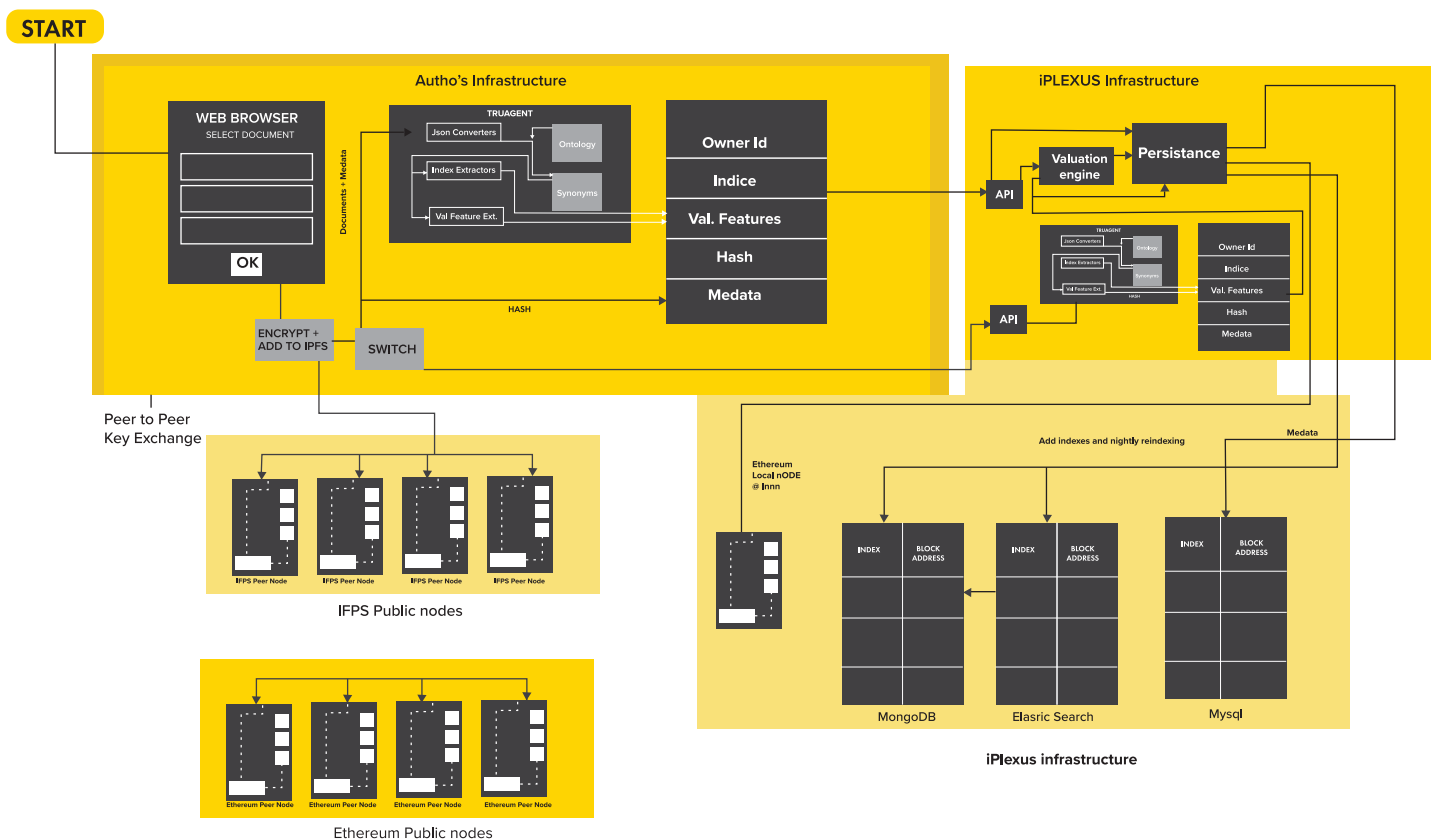 START
Autho's Infrastructure
WEB BROWSER
SELECT DOCUMENT
OK
ENCRYPT +
ADD TO IPFS
SWITCH
Documents + Medata
HASH
TRUAGENT
Json Converters
Ontology
Index Extractors
Synonyms
Val Feature Ext.
Owner Id
Indice
Val. Features
Hash
Medata
Peer to Peer
Key Exchange
iPLEXUS Infrastructure
API
Valuation
engine
Persistance
API
TRUAGENT
Json Converters
Ontology
Index Extractors
Synonyms
Val Feature Ext.
HASH
Owner Id
Indice
Val. Features
Hash
Medata
IFPS Peer Node
IFPS Peer Node
IFPS Peer Node
IFPS Peer Node
IFPS Public nodes
Ethereum Peer Node
Ethereum Peer Node
Ethereum Peer Node
Ethereum Peer Node
Ethereum Public nodes
Add indexes and nightly reindexing
Medata
Ethereum
Local nODE
@ Innn
INDEX
BLOCK
ADDRESS
MongoDB
INDEX
BLOCK
ADDRESS
Elasric Search
INDEX
BLOCK
ADDRESS
Mysql
iPlexus infrastructure